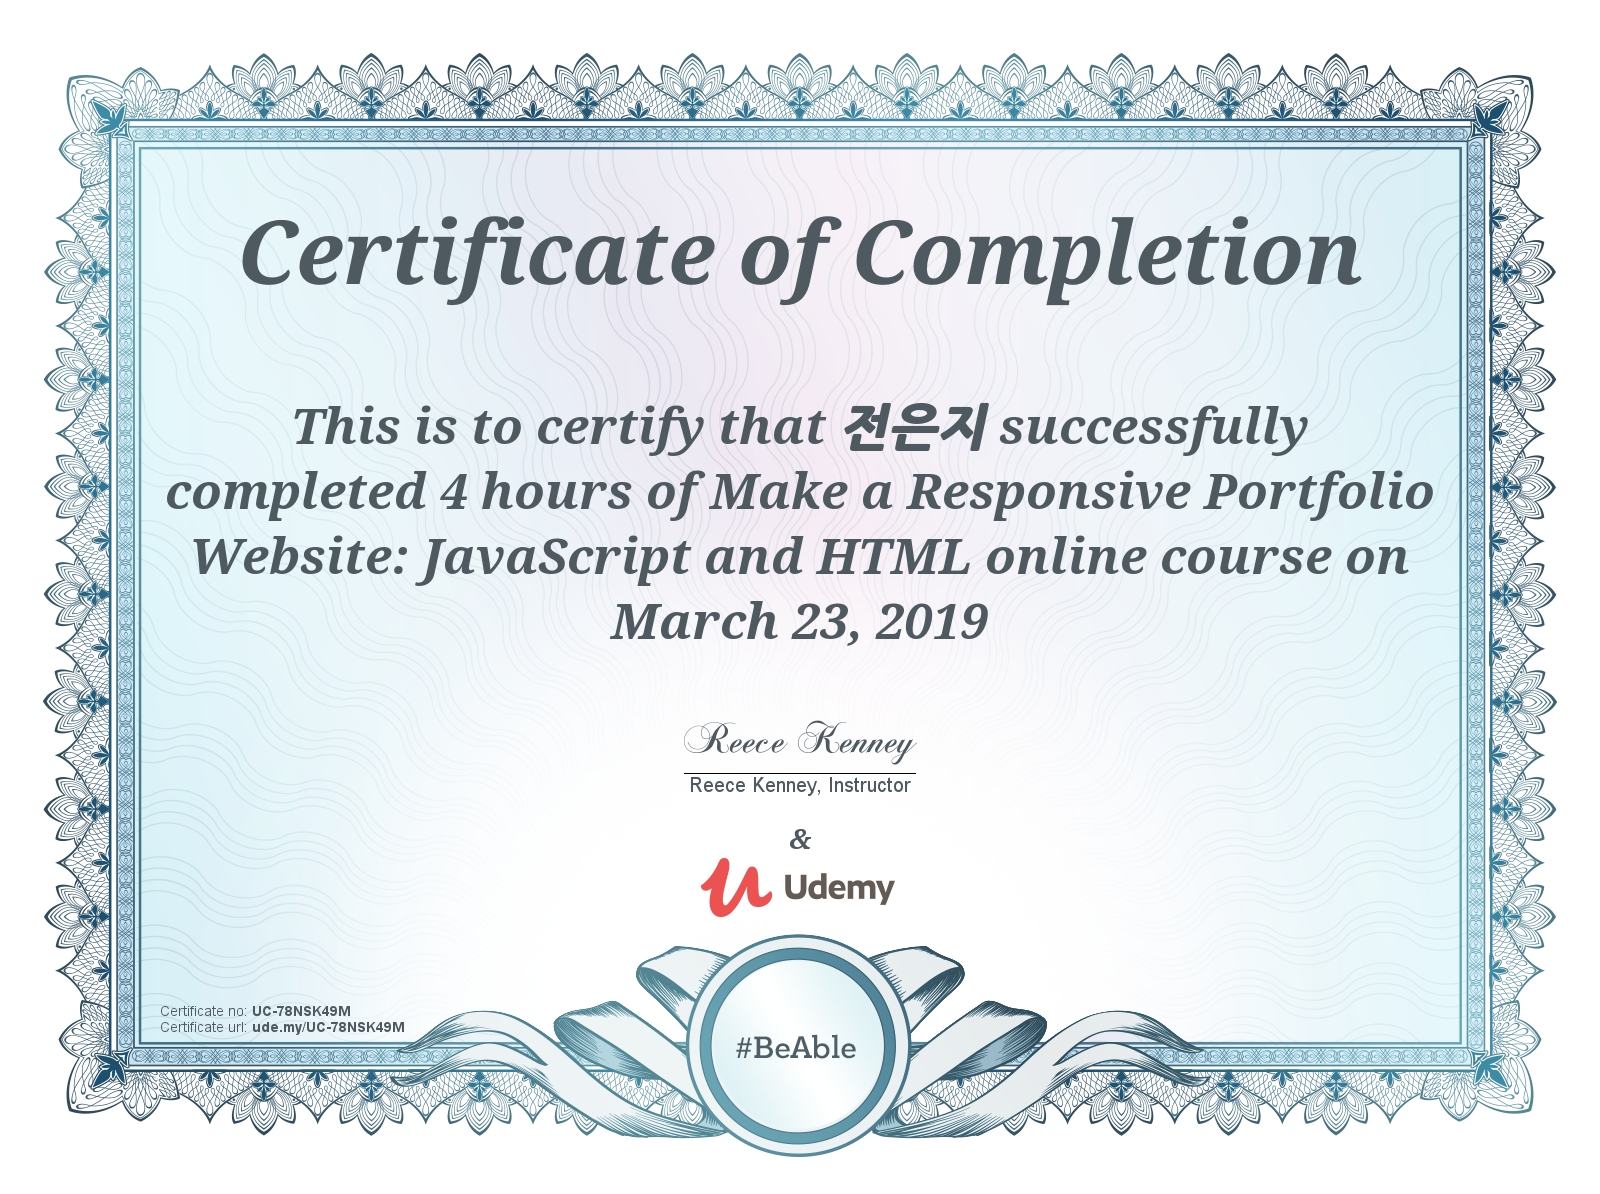 Certificate of Completion
This is to certify that 전은지 successfully
completed 4 hours of Make a Responsive Portfolio
Website: JavaScript and HTML online course on
March 23, 2019
Reece Kenney
Reece Kenney, Instructor
&
Udemy
Certificate no: UC-78NSK49M
Certificate url: ude.my/UC-78NSK49M
#BeAble